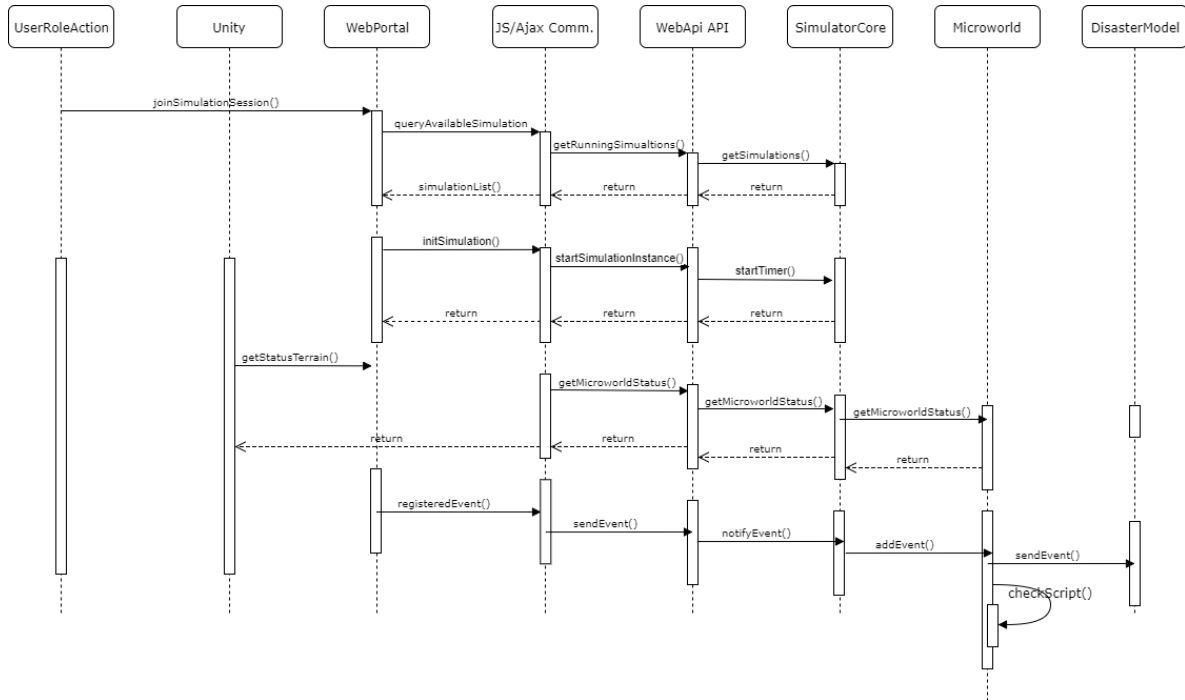 UserRoleAction
Unity
WebPortal
JS/Ajax Comm.
WebApi API
SimulatorCore
Microworld
DisasterModel
joinSimulationSession()
queryAvailableSimulation
getRunningSimualtions()
getSimulations()
simulationList()
return
return
initSimulation()
startSimulationInstance()
startTimer()
return
return
return
getStatusTerrain()
getMicroworldStatus()
getMicroworldStatus()
getMicroworldStatus()
return
return
return
return
registeredEvent()
sendEvent()
notifyEvent()
addEvent()
sendEvent()
checkScript()